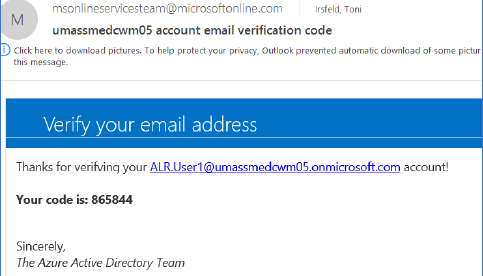 M
msonlineservicesteam@microsoftonline.com
Irsfeld, Toni
umassmedcwm05 account email verification code
Click here to download pictures. To help protect your privacy, Outlook prevented automatic download of some pictur
this message.
Verify your email address
Thanks for verifying your ALR.User1@umassmedcwm05.onmicrosoft.com account!
Your code is: 865844
Sincerely,
The Azure Active Directory Team